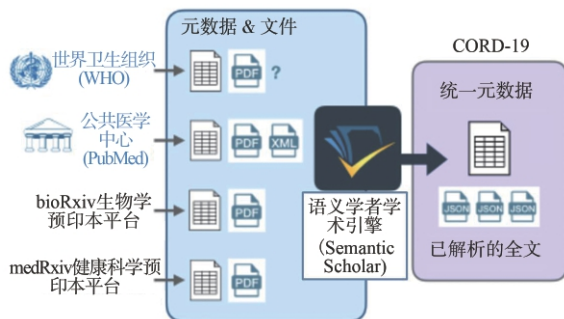 元数据 & 文件
世界卫生组织
(WHO)
PDF ?
公共医学
中心
(PubMed)
PDF XML
bioRxiv生物学
预印本平台
PDF
medRxiv健康科学预
印本平台
PDF
语义学者学
术引擎
(Semantic
Scholar)
CORD-19
统一元数据
JSON JSON JSON
已解析的全文